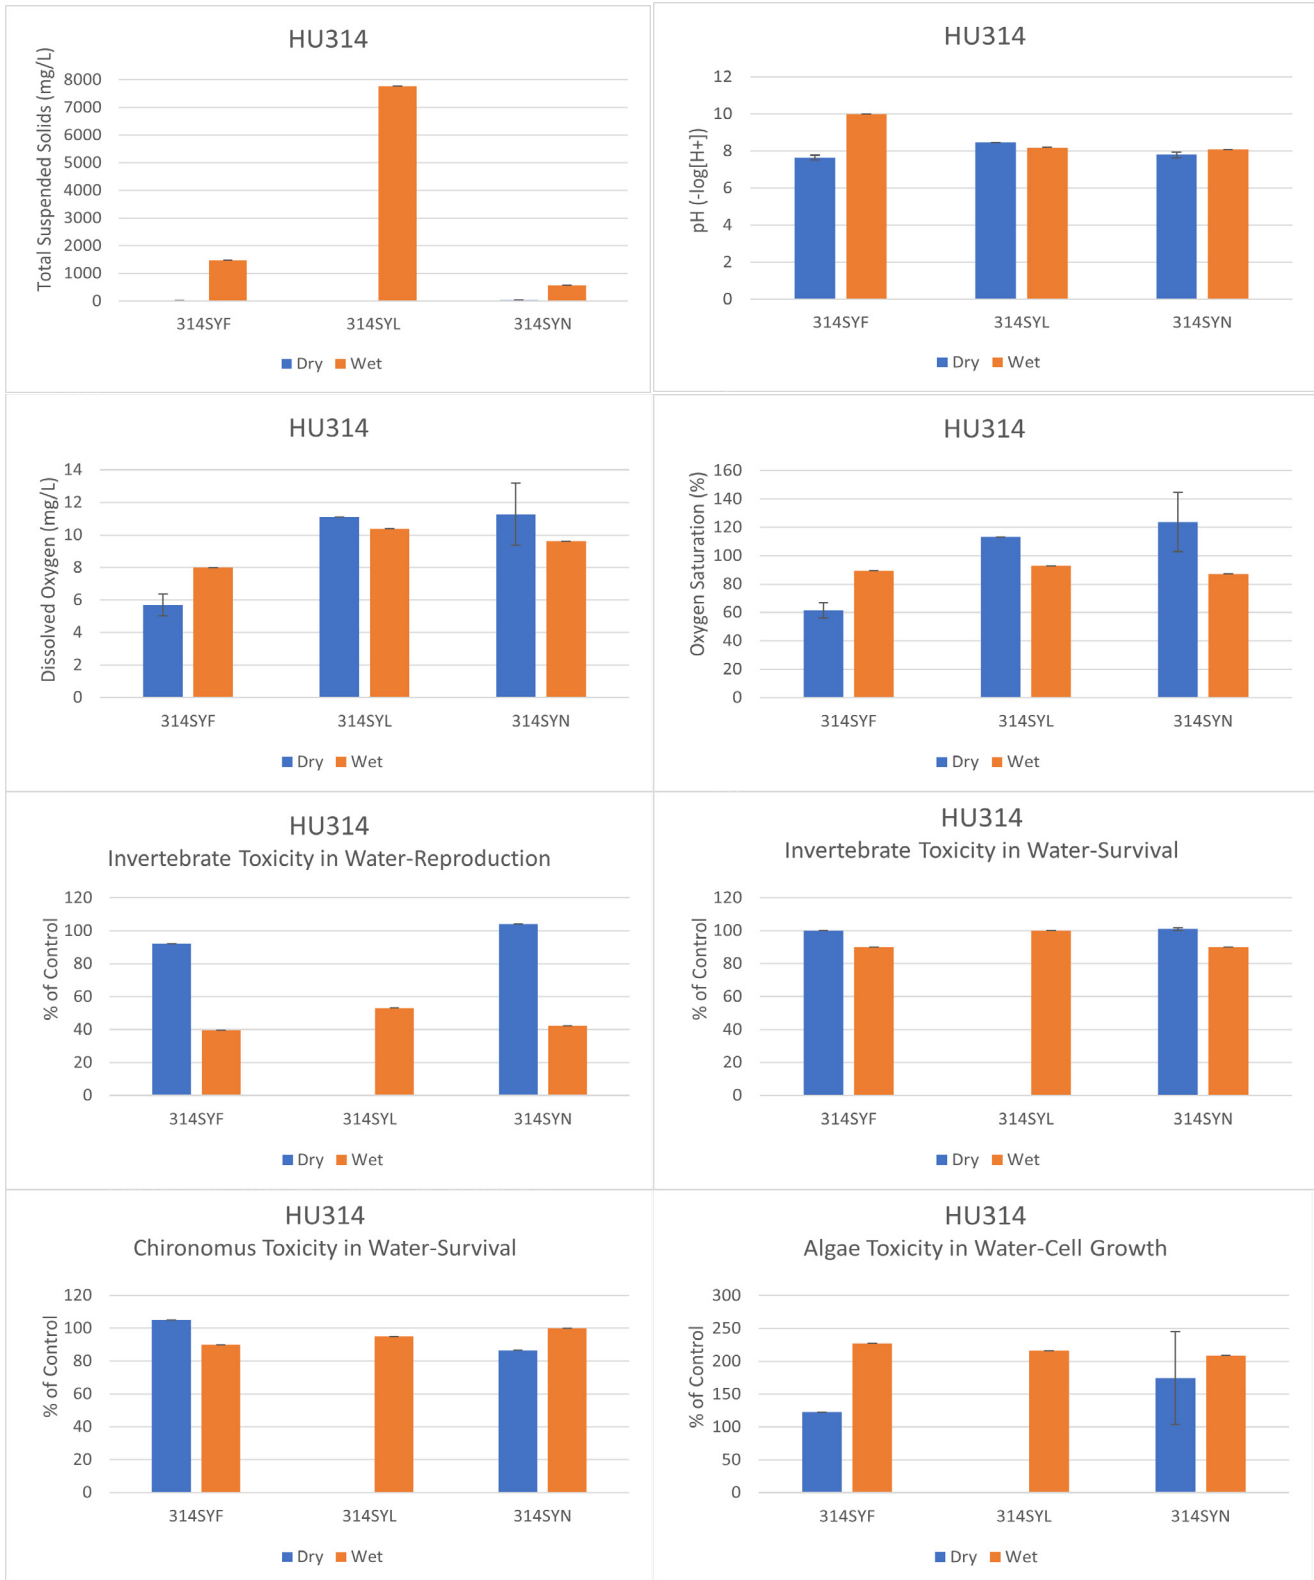 HU314
Total Suspended Solids (mg/L)
8000
7000
6000
5000
4000
3000
2000
1000
0
314SYF 314SYL 314SYN
Dry Wet
HU314
pH (-log[H+])
12
10
8
6
4
2
0
314SYF 314SYL 314SYN
Dry Wet
HU314
Dissolved Oxygen (mg/L)
14
12
10
8
6
4
2
0
314SYF 314SYL 314SYN
Dry Wet
HU314
Oxygen Saturation (%)
160
140
120
100
80
60
40
20
0
314SYF 314SYL 314SYN
Dry Wet
HU314
Invertebrate Toxicity in Water-Reproduction
% of Control
120
100
80
60
40
20
0
314SYF 314SYL 314SYN
Dry Wet
HU314
Invertebrate Toxicity in Water-Survival
% of Control
120
100
80
60
40
20
0
314SYF 314SYL 314SYN
Dry Wet
HU314
Chironomus Toxicity in Water-Survival
% of Control
120
100
80
60
40
20
0
314SYF 314SYL 314SYN
Dry Wet
HU314
Algae Toxicity in Water-Cell Growth
% of Control
300
250
200
150
100
50
0
314SYF 314SYL 314SYN
Dry Wet